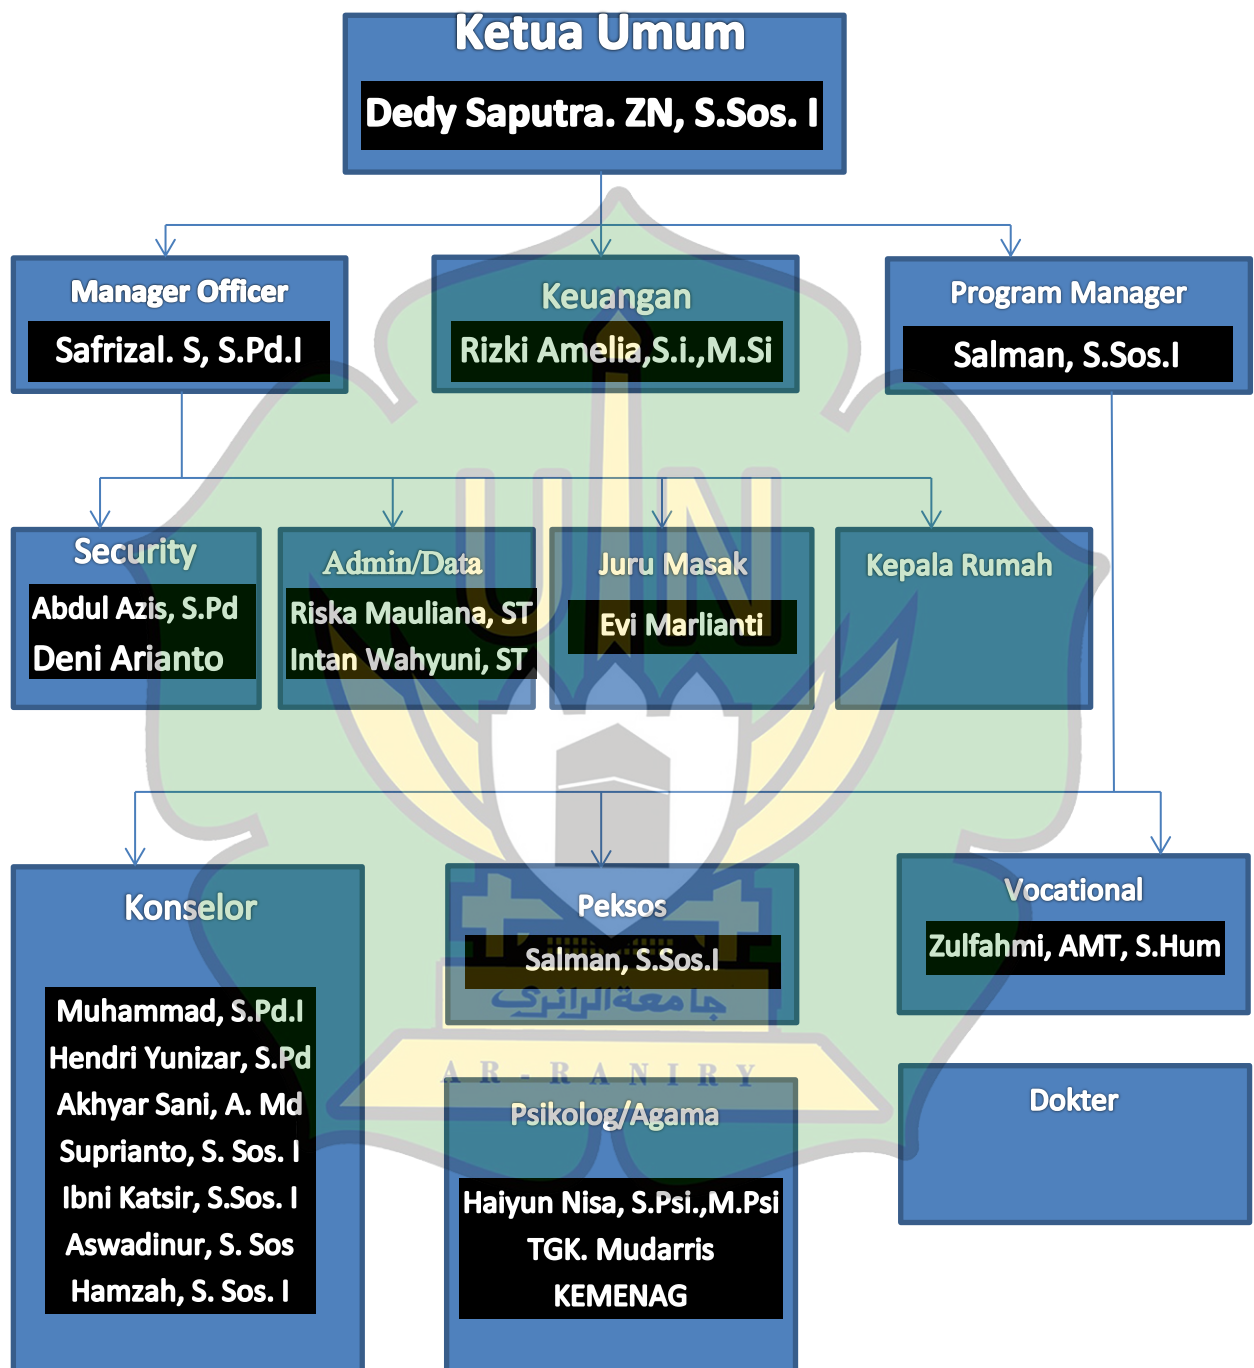 Ketua Umum
Dedy Saputra. ZN, S.Sos. I
Manager Officer
Safrizal. S, S.Pd.I
Keuangan
Rizki Amelia,S.i.,M.Si
Program Manager
Salman, S.Sos.I
Security
Abdul Azis, S.Pd
Deni Arianto
Admin/Data
Riska Mauliana, ST
Intan Wahyuni, ST
Juru Masak
Evi Marlianti
Kepala Rumah
UIN
Konselor
Muhammad, S.Pd.I
Hendri Yunizar, S.Pd
Akhyar Sani, A. Md
Suprianto, S. Sos. I
Ibni Katsir, S.Sos. I
Aswadinur, S. Sos
Hamzah, S. Sos. I
Peksos
Salman, S.Sos.I
جامعة الرانري
AR-RANIRY
Psikolog/Agama
Haiyun Nisa, S.Psi.,M.Psi
TGK. Mudarris
KEMENAG
Vocational
Zulfahmi, AMT, S.Hum
Dokter